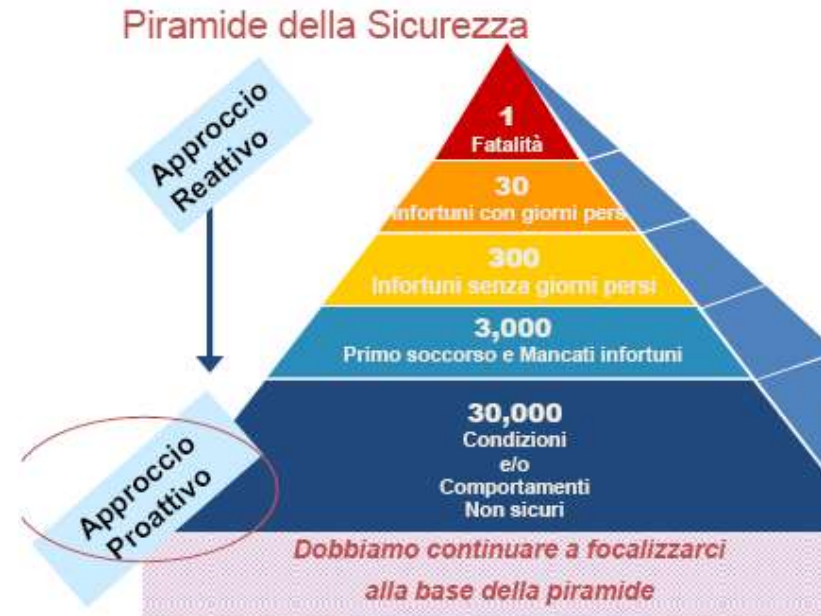 Piramide della Sicurezza
Approccio
Reattivo
1
Fatalità
30
Infortuni con giorni pers
300
Infortuni senza giorni persi
3,000
Primo soccorso e Mancati infortuni
30,000
Condizioni
e/o
Comportamenti
Non sicuri
Approccio
Proattivo
Dobbiamo continuare a focalizzarci
alla base della piramide